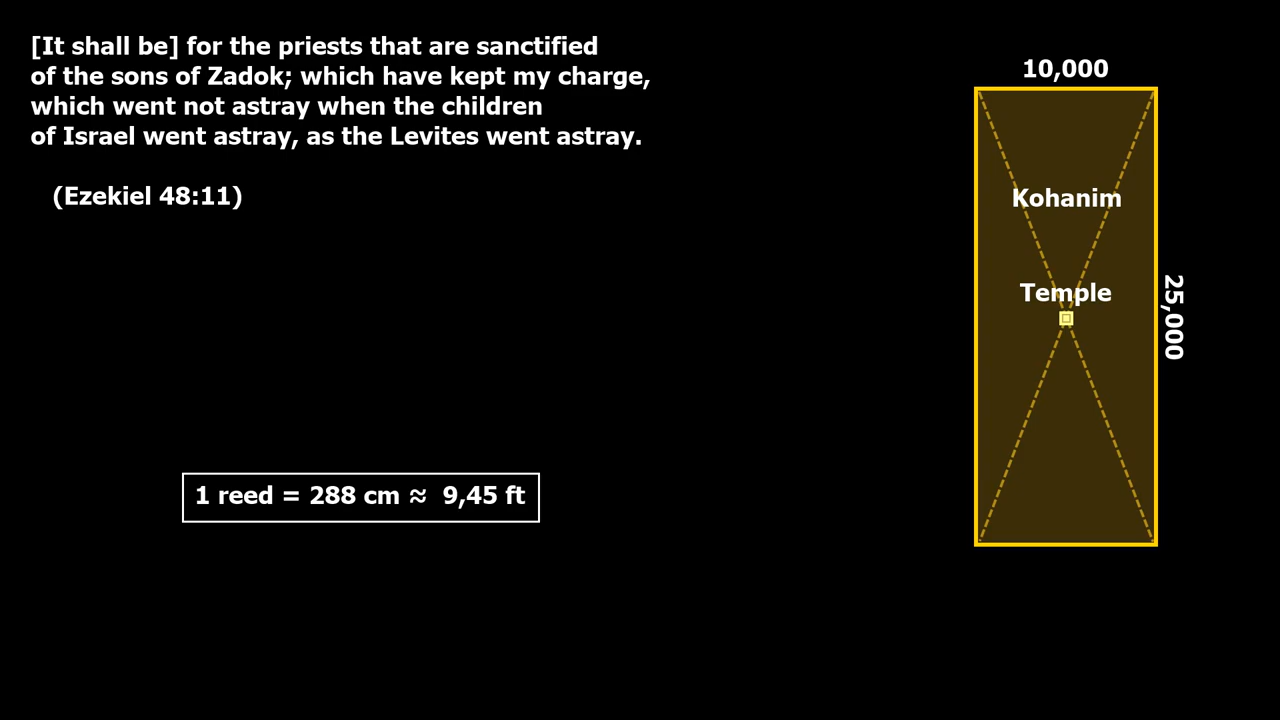 [It shall be] for the priests that are sanctified
of the sons of Zadok; which have kept my charge,
which went not astray when the children
of Israel went astray, as the Levites went astray.
(Ezekiel 48:11)
10,000
Kohanim
Temple
25,000
1 reed = 288 cm ≈ 9,45 ft